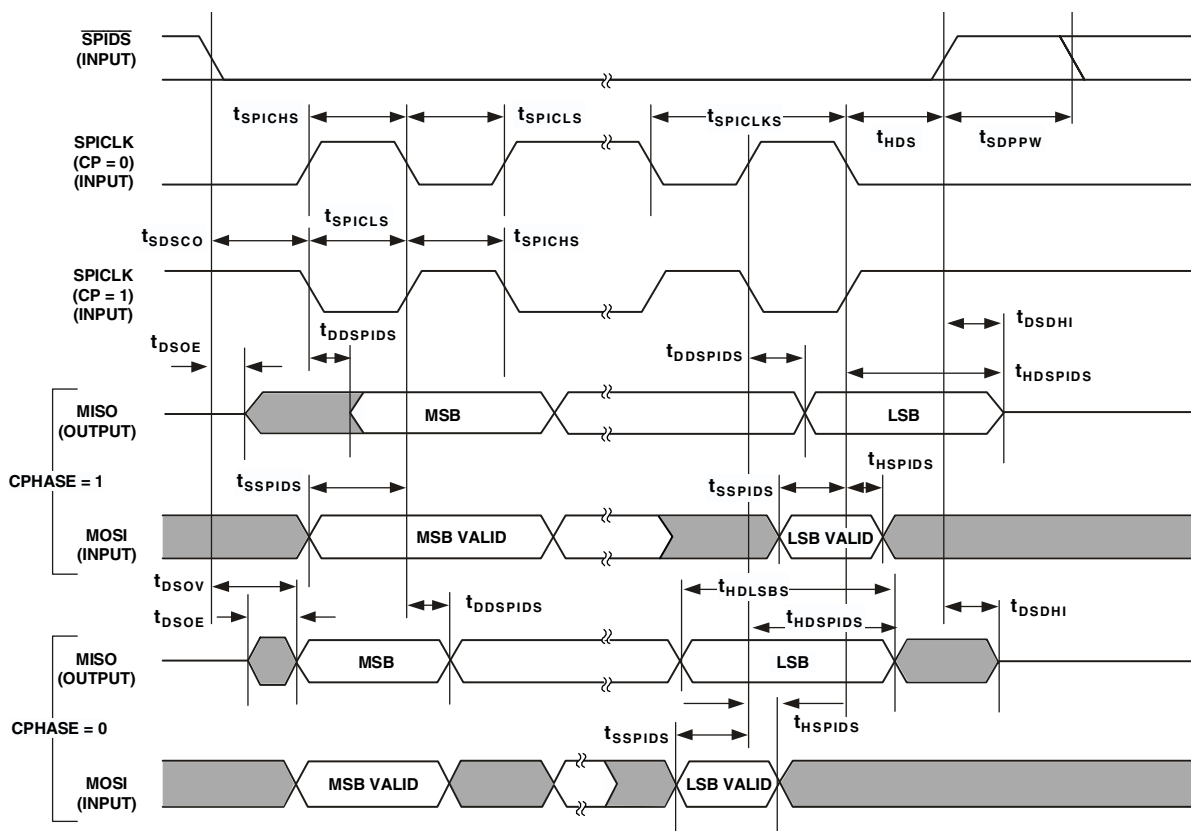 SPIDS
(INPUT)
tSPICHS
tSPICLS
tSPICLKS
tHDS
tSDPPW
SPICLK
(CP = 0)
(INPUT)
tSDSCO
tSPICLS
tSPICHS
SPICLK
(CP = 1)
(INPUT)
tDSOE
tDDSPIDS
tDDSPIDS
tDSDHI
tHDSPIDS
MISO
(OUTPUT)
MSB
LSB
CPHASE = 1
tSSPIDS
tSSPIDS
tHSPIDS
MOSI
(INPUT)
MSB VALID
LSB VALID
tDSOV
tHDLSBS
tDSOE
tDDSPIDS
tHDSPIDS
tDSDHI
MISO
(OUTPUT)
MSB
LSB
CPHASE = 0
tSSPIDS
tHSPIDS
MOSI
(INPUT)
MSB VALID
LSB VALID